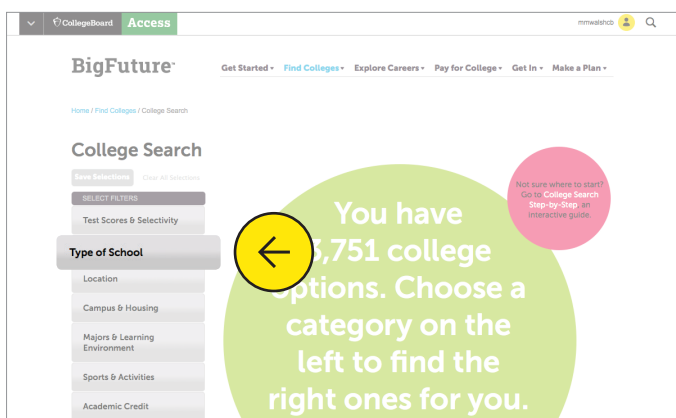 CollegeBoard Access
mmwalshcb
BigFuture™
Get Started Find Colleges Explore Careers Pay for College Get In Make a Plan
Home / Find Colleges / College Search
College Search
Save Selections Clear All Selections
SELECT FILTERS
Test Scores & Selectivity
Type of School
Location
Campus & Housing
Majors & Learning
Environment
Sports & Activities
Academic Credit
Not sure where to start?
Go to College Search
Step-by-Step, an
interactive guide.
You have
,751 college
options. Choose a
category on the
left to find the
right ones for you.